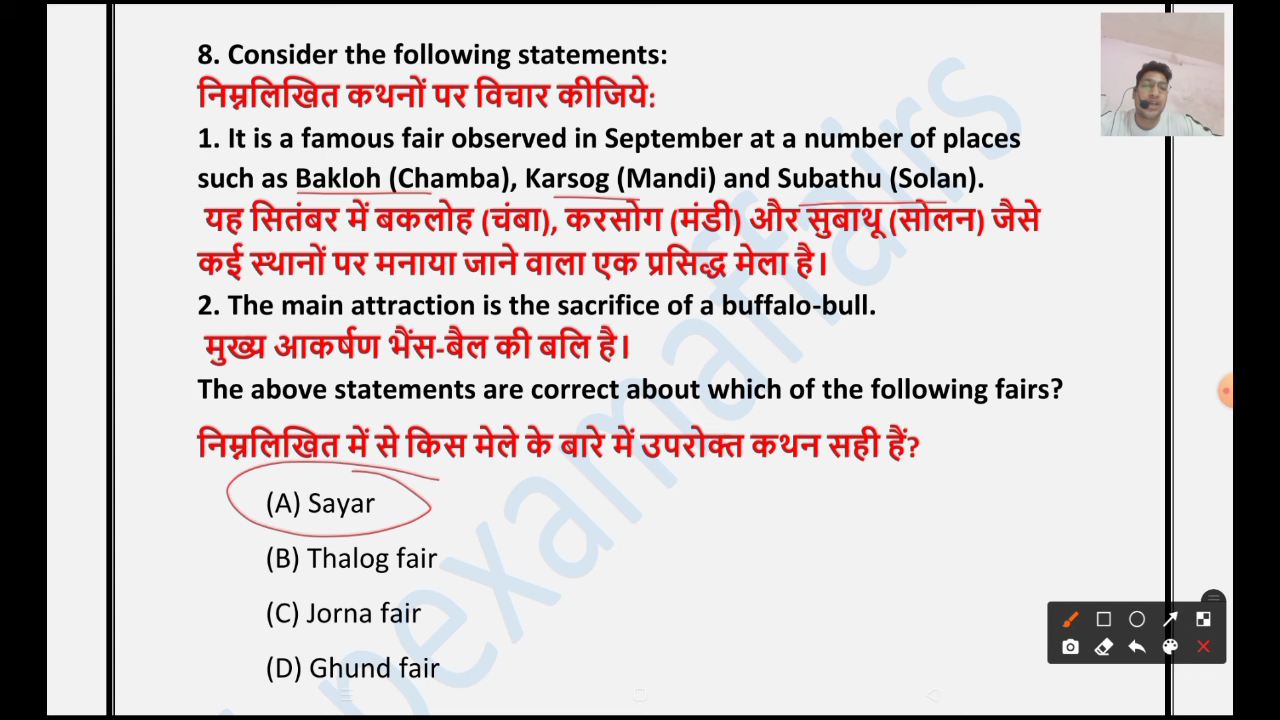 8. Consider the following statements:
निम्नलिखित कथनों पर विचार कीजिये:
1. It is a famous fair observed in September at a number of places
such as Bakloh (Chamba), Karsog (Mandi) and Subathu (Solan).
यह सितंबर में बकलोह (चंबा), करसोग (मंडी) और सुबाथू (सोलन) जैसे
कई स्थानों पर मनाया जाने वाला एक प्रसिद्ध मेला है।
2. The main attraction is the sacrifice of a buffalo-bull.
मुख्य आकर्षण भैंस-बैल की बलि है।
The above statements are correct about which of the following fairs?
निम्नलिखित में से किस मेले के बारे में उपरोक्त कथन सही हैं?
(A) Sayar
(B) Thalog fair
(C) Jorna fair
(D) Ghund fair